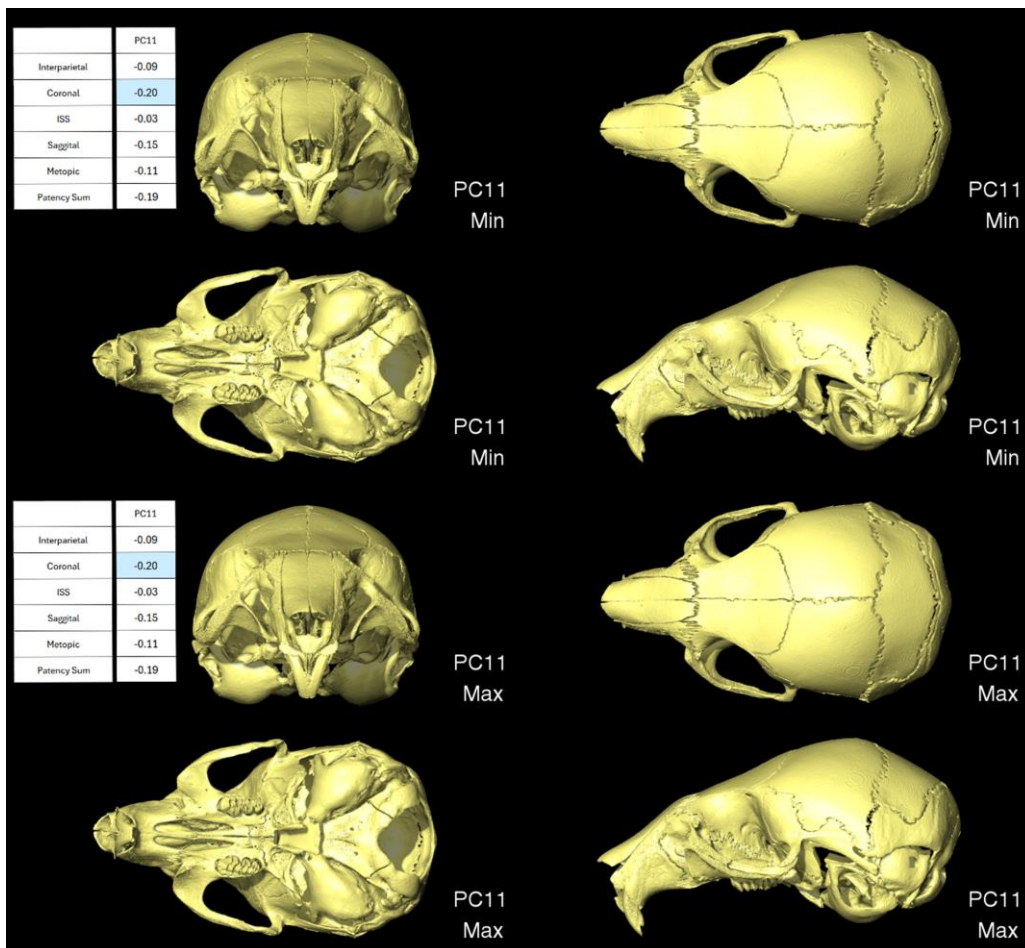 PC11
Interparietal -0.09
Coronal -0.20
ISS -0.03
Saggital -0.15
Metopic -0.11
Patency Sum -0.19
PC11
Min
PC11
Min
PC11
Min
PC11
Min
PC11
Interparietal -0.09
Coronal -0.20
ISS -0.03
Saggital -0.15
Metopic -0.11
Patency Sum -0.19
PC11
Max
PC11
Max
PC11
Max
PC11
Max